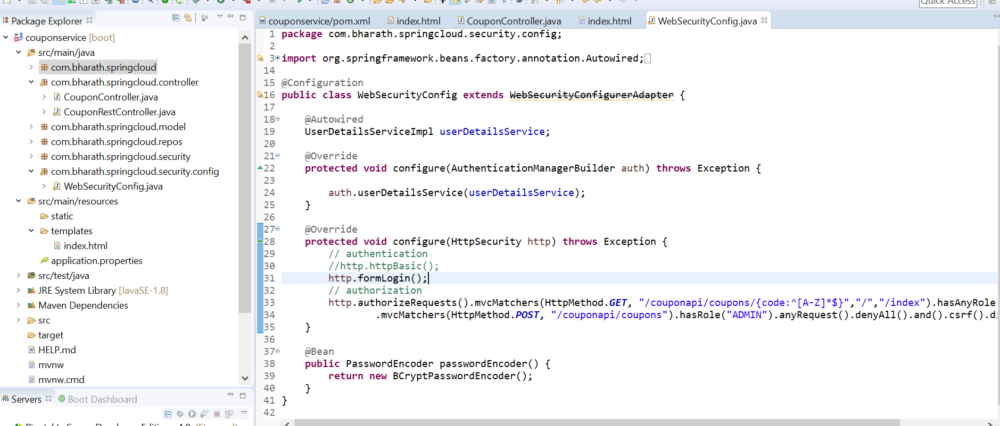 Quick Access
Package Explorer
couponservice [boot]
src/main/java
com.bharath.springcloud
com.bharath.springcloud.controller
CouponController.java
CouponRestController.java
com.bharath.springcloud.model
com.bharath.springcloud.repos
com.bharath.springcloud.security
com.bharath.springcloud.security.config
WebSecurityConfig.java
src/main/resources
static
templates
index.html
application.properties
src/test/java
JRE System Library [JavaSE-1.8]
Maven Dependencies
src
target
HELP.md
mvnw
mvnw.cmd
Servers Boot Dashboard
couponservice/pom.xml index.html CouponController.java index.html WebSecurityConfig.java
1 package com.bharath.springcloud.security.config;
2
3 import org.springframework.beans.factory.annotation.Autowired;
14
15 @Configuration
16 public class WebSecurityConfig extends WebSecurityConfigurerAdapter {
17
18 @Autowired
19 UserDetailsServiceImpl userDetailsService;
20
21 @Override
22 protected void configure(AuthenticationManagerBuilder auth) throws Exception {
23
24 auth.userDetailsService(userDetailsService);
25 }
26
27 @Override
28 protected void configure(HttpSecurity http) throws Exception {
29 // authentication
30 //http.httpBasic();
31 http.formLogin();
32 // authorization
33 http.authorizeRequests().mvcMatchers(HttpMethod.GET, "/couponapi/coupons/{code:^[A-Z]*$}","/","/index").hasAnyRole
34 .mvcMatchers(HttpMethod.POST, "/couponapi/coupons").hasRole("ADMIN").anyRequest().denyAll().and().csrf().di
35 }
36
37 @Bean
38 public PasswordEncoder passwordEncoder() {
39 return new BCryptPasswordEncoder();
40 }
41 }
42